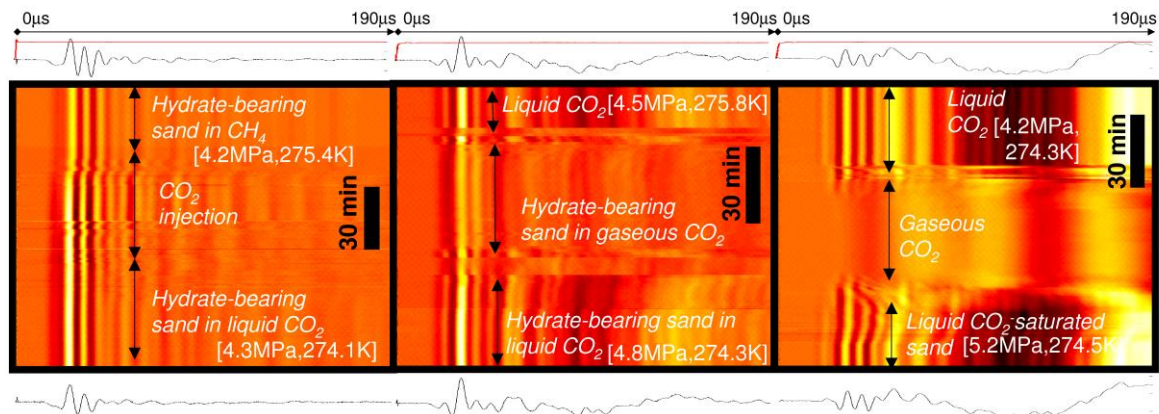 0μs 190μs
0μs 190μs
0μs 190μs
Hydrate-bearing
sand in CH4
[4.2MPa,275.4K]
CO2
injection
30 min
Hydrate-bearing
sand in liquid CO2
[4.3MPa,274.1K]
Liquid CO2[4.5MPa,275.8K]
30 min
Hydrate-bearing
sand in gaseous CO2
Hydrate-bearing sand in
liquid CO2 [4.8MPa,274.3K]
Liquid
CO2 [4.2MPa,
274.3K]
30 min
Gaseous
CO2
Liquid CO2 saturated
sand [5.2MPa,274.5K]